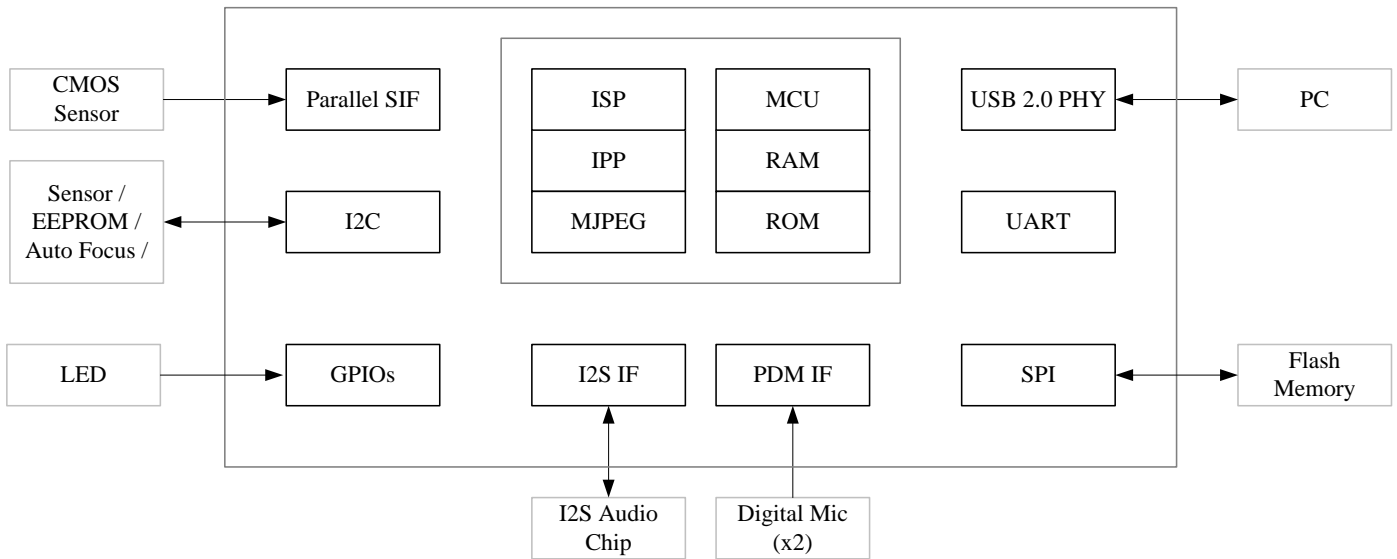 CMOS
Sensor
Parallel SIF
ISP
MCU
USB 2.0 PHY
PC
IPP
RAM
Sensor /
EEPROM /
Auto Focus /
I2C
MJPEG
ROM
UART
LED
GPIOs
I2S IF
PDM IF
SPI
Flash
Memory
I2S Audio
Chip
Digital Mic
(x2)